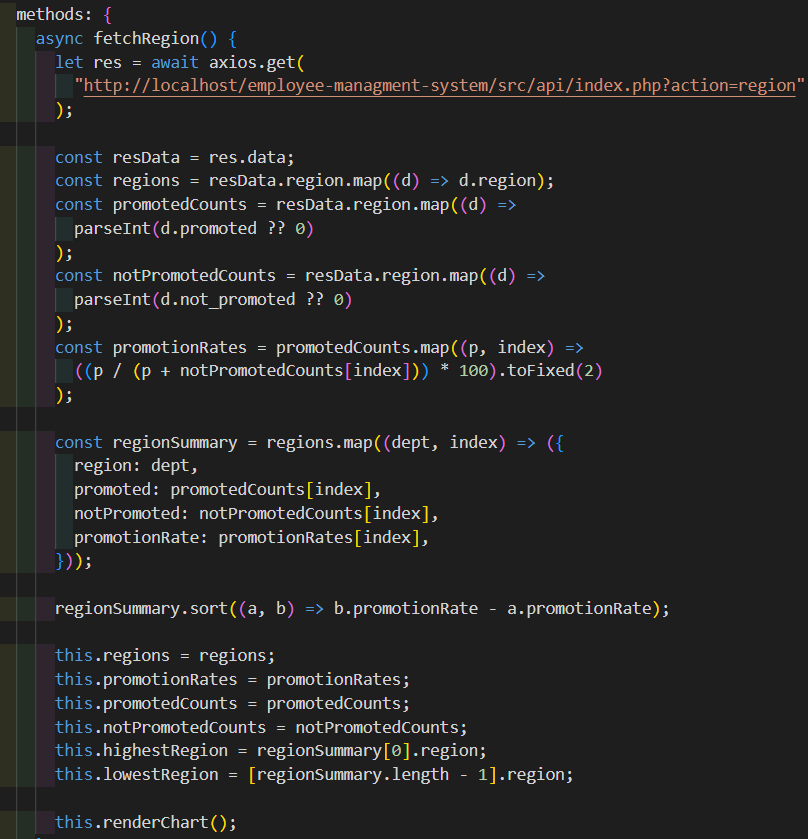 methods: {
async fetchRegion() {
let res = await axios.get(
"http://localhost/employee-managment-system/src/api/index.php?action=region"
);
const resData = res.data;
const regions = resData.region.map((d) => d.region);
const promotedCounts = resData.region.map((d) =>
parseInt(d.promoted ?? 0)
);
const notPromotedCounts = resData.region.map((d) =>
parseInt(d.not_promoted ?? 0)
);
const promotionRates = promotedCounts.map((p, index) =>
((p / (p + notPromotedCounts[index])) * 100).toFixed(2)
);
const regionSummary = regions.map((dept, index) => ({
region: dept,
promoted: promotedCounts[index],
notPromoted: notPromotedCounts[index],
promotionRate: promotionRates[index],
}));
regionSummary.sort((a, b) => b.promotionRate - a.promotionRate);
this.regions = regions;
this.promotionRates = promotionRates;
this.promotedCounts = promotedCounts;
this.notPromotedCounts = notPromotedCounts;
this.highestRegion = regionSummary[0].region;
this.lowestRegion = [regionSummary.length - 1].region;
this.renderChart();